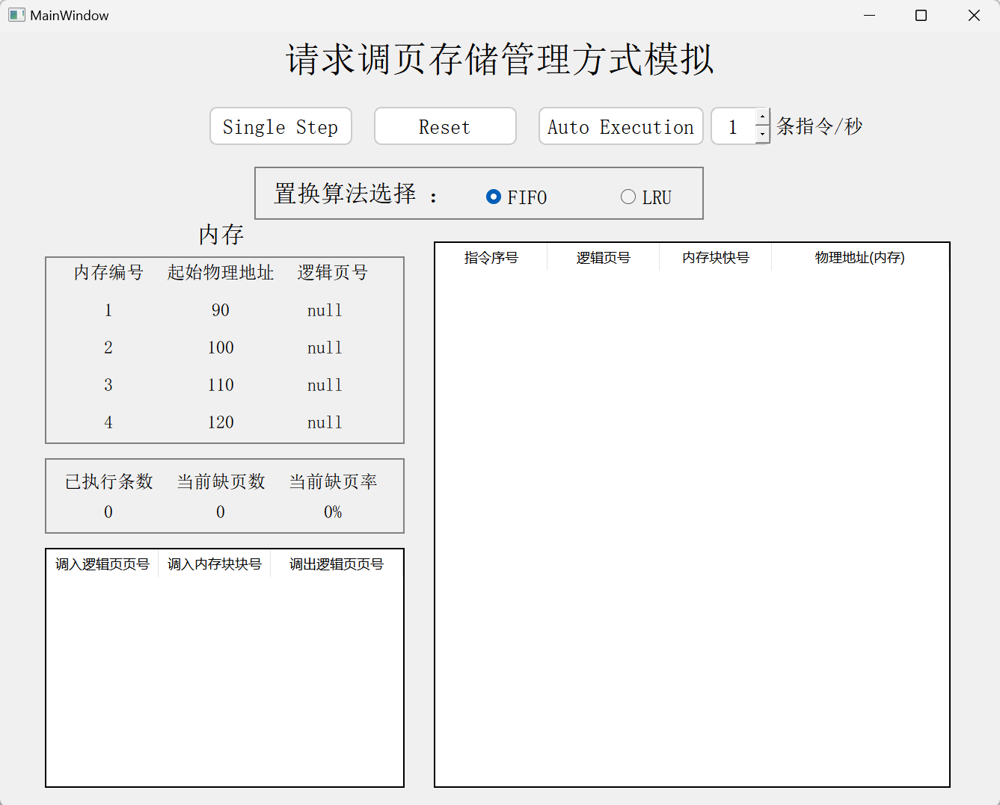 MainWindow
请求调页存储管理方式模拟
Single Step Reset Auto Execution 1 条指令/秒
置换算法选择 : FIFO LRU
内存
内存编号 起始物理地址 逻辑页号
1 90 null
2 100 null
3 110 null
4 120 null
已执行条数 当前缺页数 当前缺页率
0 0 0%
调入逻辑页页号 调入内存块块号 调出逻辑页页号
指令序号 逻辑页号 内存块快号 物理地址(内存)